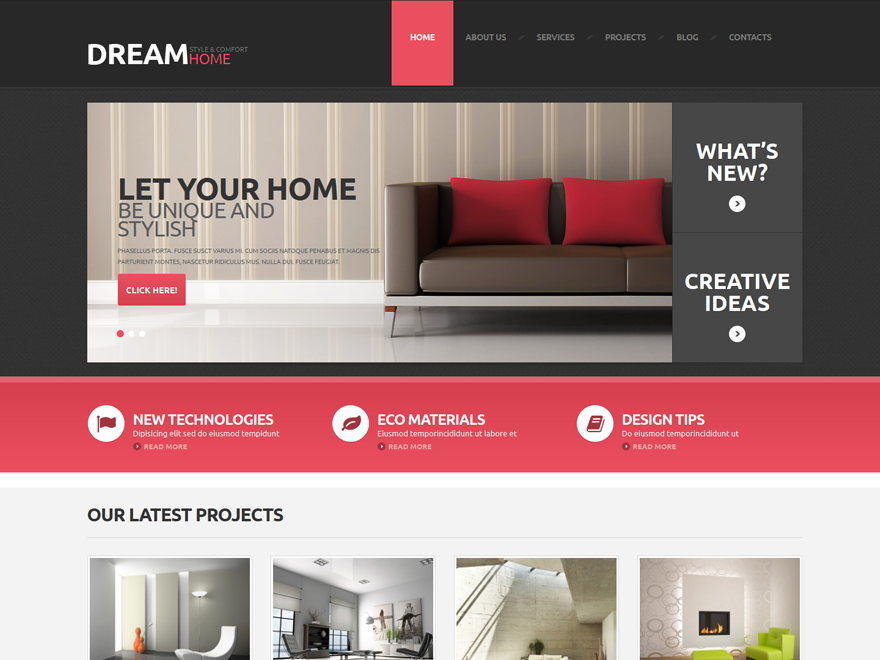 DREAM
STYLE & COMFORT
HOME
HOME
ABOUT US
SERVICES
PROJECTS
BLOG
CONTACTS
LET YOUR HOME
BE UNIQUE AND
STYLISH
PHASELLUS PORTA. FUSCE SUSCT VARIUS MI. CUM SOCIIS NATOQUE PENABUS ET MAGNIS DIS
PARTURIENT MONTES, NASCETUR RIDICULUS MUS. NULLA DUI. FUSCE FEUGIAT.
CLICK HERE!
WHAT'S
NEW?
CREATIVE
IDEAS
NEW TECHNOLOGIES
Dipisicing elit sed do eiusmod tempidunt
READ MORE
ECO MATERIALS
Eiusmod temporincididunt ut labore et
READ MORE
DESIGN TIPS
Do eiusmod temporincididunt ut
READ MORE
OUR LATEST PROJECTS